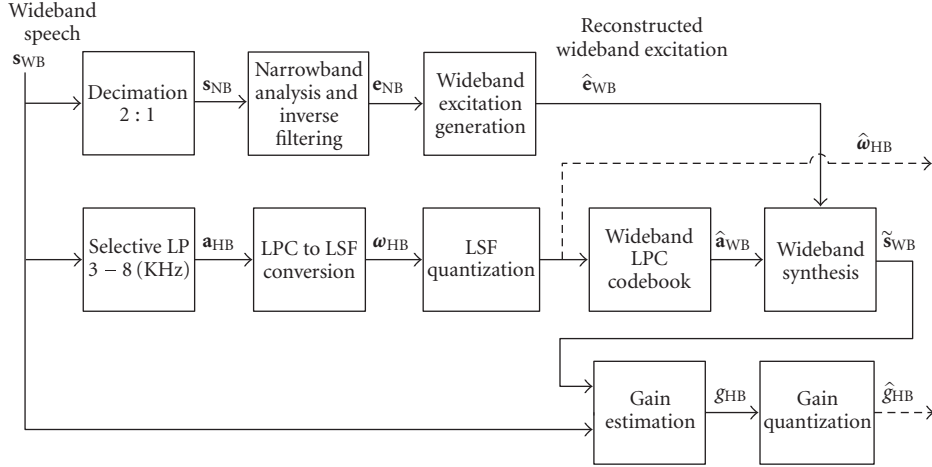 Wideband
speech
s_WB
Reconstructed
wideband excitation
Decimation
2 : 1
s_NB
Narrowband
analysis and
inverse
filtering
e_NB
Wideband
excitation
generation
ê_WB
ω̂_HB
Selective LP
3 − 8 (KHz)
a_HB
LPC to LSF
conversion
ω_HB
LSF
quantization
Wideband
LPC
codebook
â_WB
Wideband
synthesis
s̃_WB
Gain
estimation
g_HB
Gain
quantization
ĝ_HB